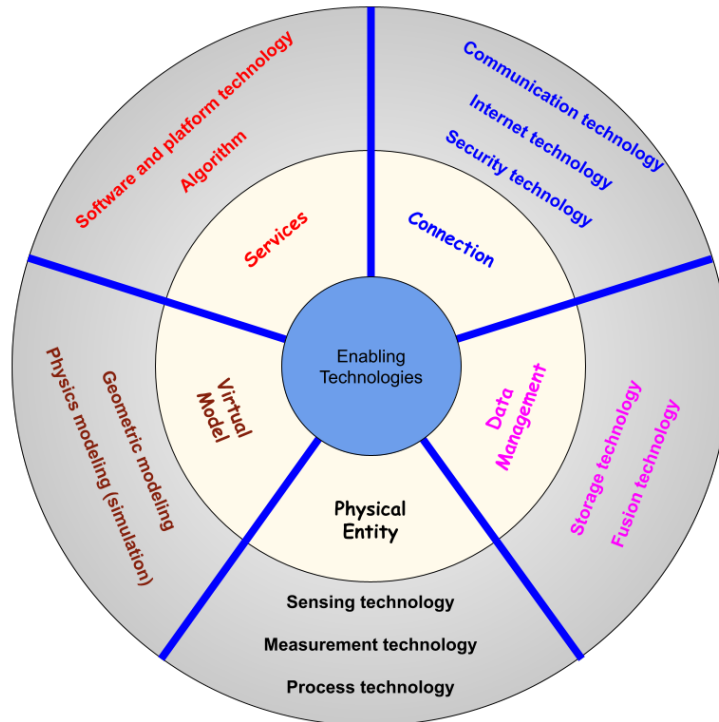 Enabling
Technologies
Services
Software and platform technology
Algorithm
Connection
Communication technology
Internet technology
Security technology
Data
Management
Storage technology
Fusion technology
Physical
Entity
Sensing technology
Measurement technology
Process technology
Virtual
Model
Geometric modeling
Physics modeling (simulation)